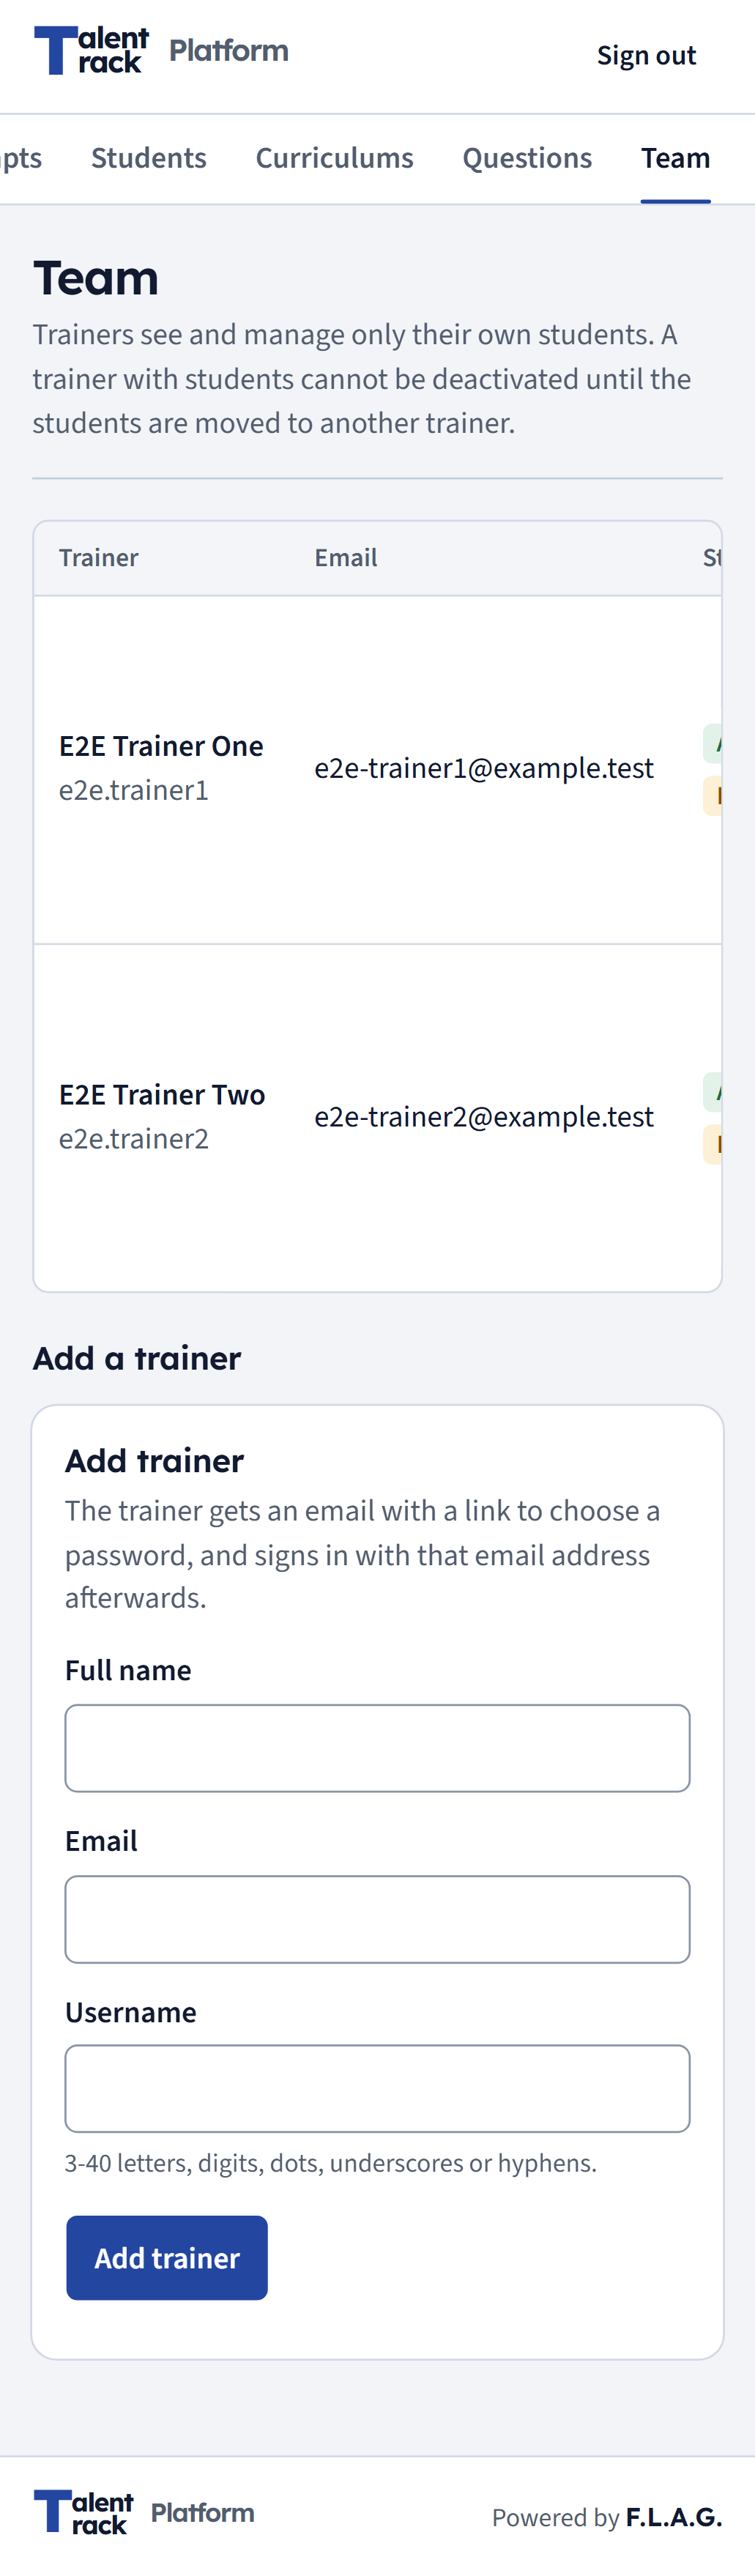 Talent
rack
Platform
Sign out
Students
Curriculums
Questions
Team
Team
Trainers see and manage only their own students. A
trainer with students cannot be deactivated until the
students are moved to another trainer.
Trainer
Email
E2E Trainer One
e2e.trainer1
e2e-trainer1@example.test
E2E Trainer Two
e2e.trainer2
e2e-trainer2@example.test
Add a trainer
Add trainer
The trainer gets an email with a link to choose a
password, and signs in with that email address
afterwards.
Full name
Email
Username
3-40 letters, digits, dots, underscores or hyphens.
Add trainer
Talent
rack
Platform
Powered by F.L.A.G.